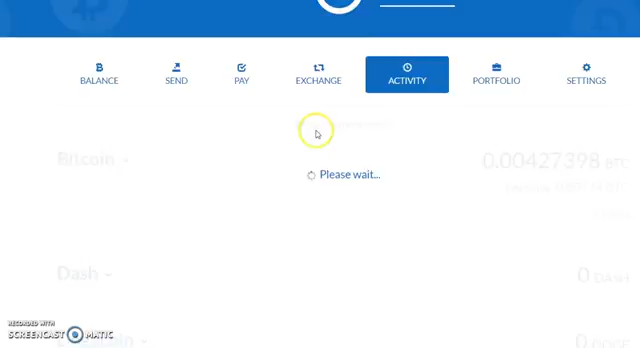 BALANCE SEND PAY EXCHANGE ACTIVITY PORTFOLIO SETTINGS
Please wait...
Bitcoin
0.00427398 BTC
Dash
0
RECORDED WITH
SCREENCAST MATIC